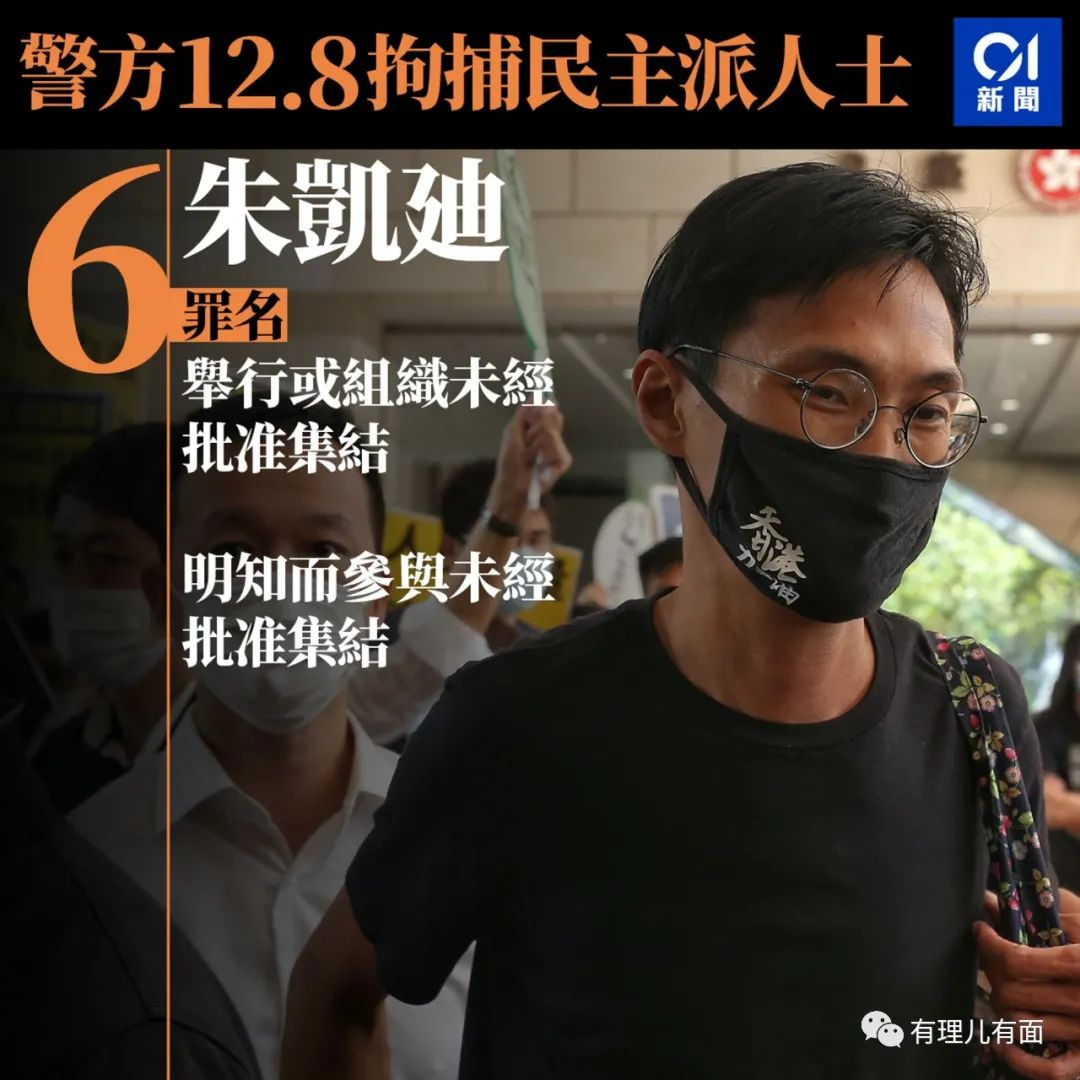 警方12.8拘捕民主派人士
01
新聞
6
朱凱廸
罪名
舉行或組織未經
批准集結
明知而參與未經
批准集結
香港
加油
有理儿有面